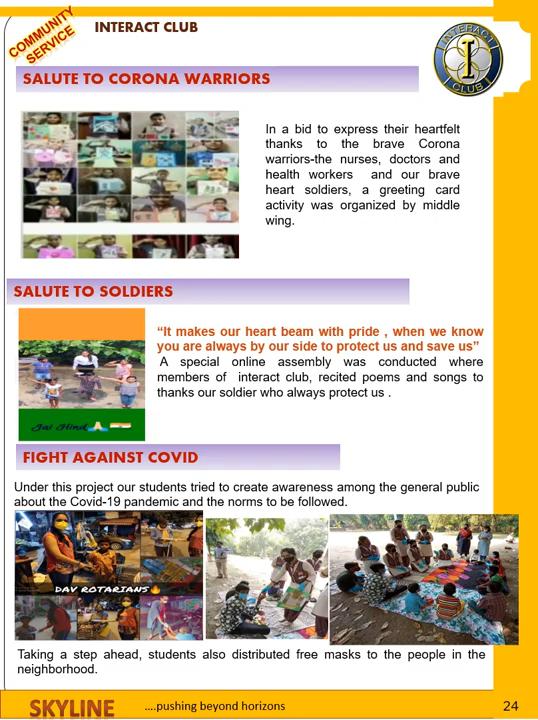 COMMUNITY
SERVICE
INTERACT CLUB
INTERACT
I
CLUB
SALUTE TO CORONA WARRIORS
In a bid to express their heartfelt
thanks to the brave Corona
warriors-the nurses, doctors and
health workers and our brave
heart soldiers, a greeting card
activity was organized by middle
wing.
SALUTE TO SOLDIERS
“It makes our heart beam with pride , when we know
you are always by our side to protect us and save us”
A special online assembly was conducted where
members of interact club, recited poems and songs to
thanks our soldier who always protect us .
Jai Hind
FIGHT AGAINST COVID
Under this project our students tried to create awareness among the general public
about the Covid-19 pandemic and the norms to be followed.
DAV ROTARIANS
Taking a step ahead, students also distributed free masks to the people in the
neighborhood.
SKYLINE
....pushing beyond horizons
24